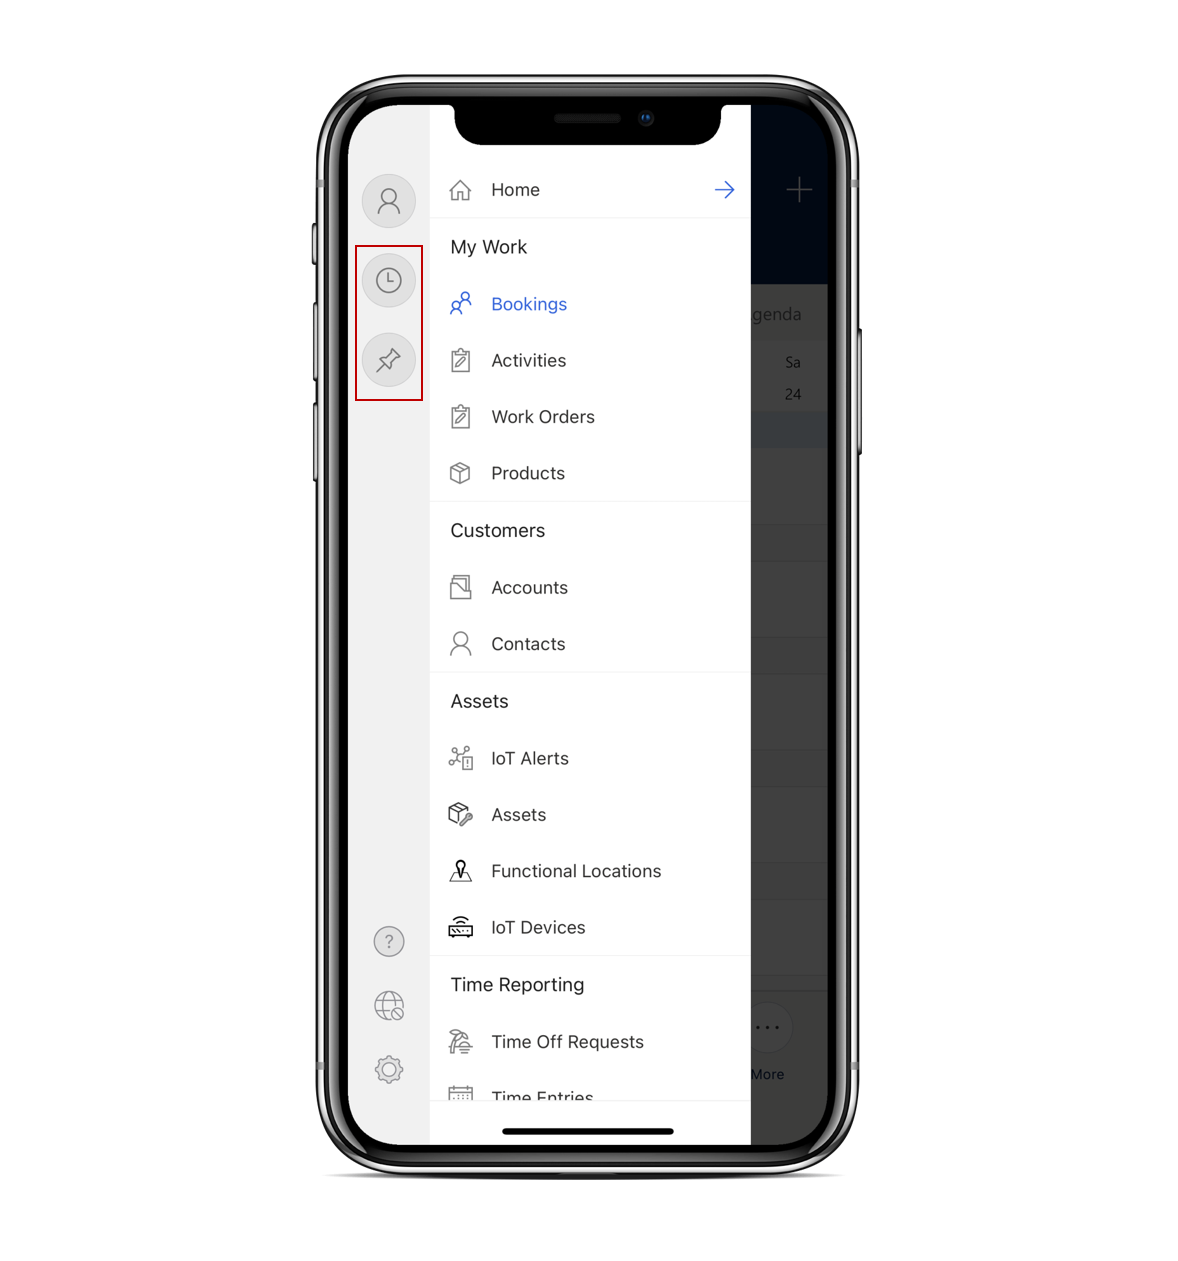 Home
My Work
Bookings
Activities
Work Orders
Products
Customers
Accounts
Contacts
Assets
IoT Alerts
Assets
Functional Locations
IoT Devices
Time Reporting
Time Off Requests
Time Entries
?
genda
Sa
24
More